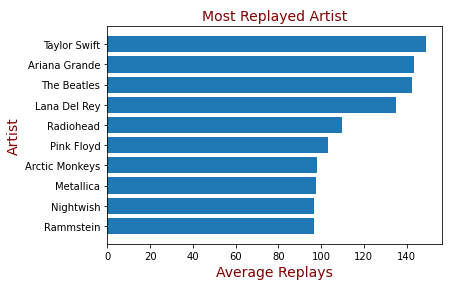 Most Replayed Artist
Artist
Taylor Swift
Ariana Grande
The Beatles
Lana Del Rey
Radiohead
Pink Floyd
Arctic Monkeys
Metallica
Nightwish
Rammstein
0 20 40 60 80 100 120 140
Average Replays